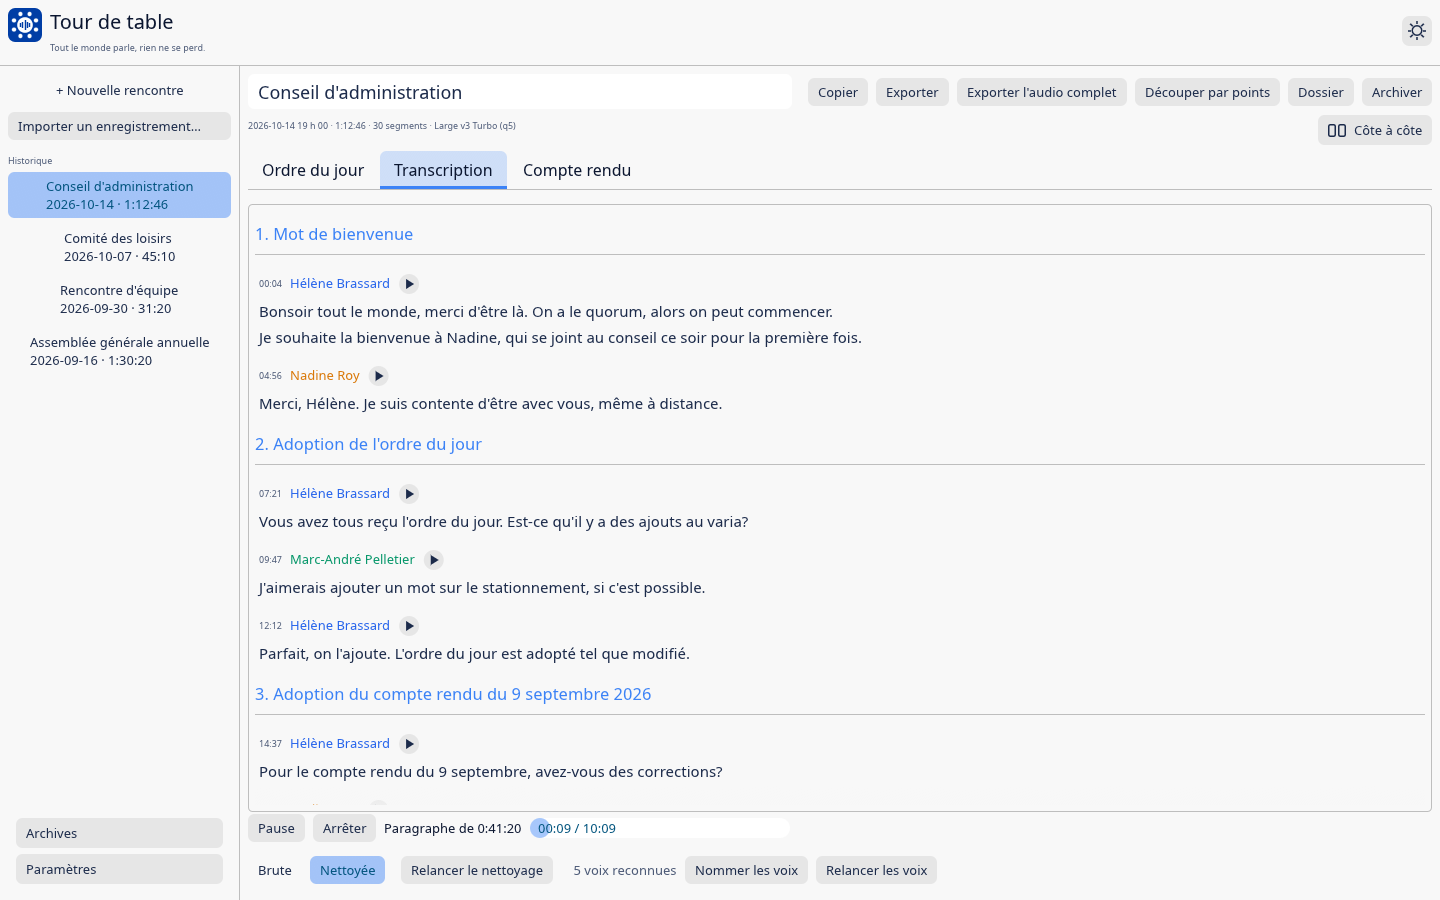 Tour de table
Tout le monde parle, rien ne se perd.
+ Nouvelle rencontre
Importer un enregistrement...
Historique
Conseil d'administration
2026-10-14 · 1:12:46
Comité des loisirs
2026-10-07 · 45:10
Rencontre d'équipe
2026-09-30 · 31:20
Assemblée générale annuelle
2026-09-16 · 1:30:20
Archives
Paramètres
Conseil d'administration
Copier
Exporter
Exporter l'audio complet
Découper par points
Dossier
Archiver
2026-10-14 19 h 00 · 1:12:46 · 30 segments · Large v3 Turbo (q5)
Côte à côte
Ordre du jour
Transcription
Compte rendu
1. Mot de bienvenue
00:04 Hélène Brassard
Bonsoir tout le monde, merci d'être là. On a le quorum, alors on peut commencer.
Je souhaite la bienvenue à Nadine, qui se joint au conseil ce soir pour la première fois.
04:56 Nadine Roy
Merci, Hélène. Je suis contente d'être avec vous, même à distance.
2. Adoption de l'ordre du jour
07:21 Hélène Brassard
Vous avez tous reçu l'ordre du jour. Est-ce qu'il y a des ajouts au varia?
09:47 Marc-André Pelletier
J'aimerais ajouter un mot sur le stationnement, si c'est possible.
12:12 Hélène Brassard
Parfait, on l'ajoute. L'ordre du jour est adopté tel que modifié.
3. Adoption du compte rendu du 9 septembre 2026
14:37 Hélène Brassard
Pour le compte rendu du 9 septembre, avez-vous des corrections?
Pause
Arrêter
Paragraphe de 0:41:20
00:09 / 10:09
Brute
Nettoyée
Relancer le nettoyage
5 voix reconnues
Nommer les voix
Relancer les voix